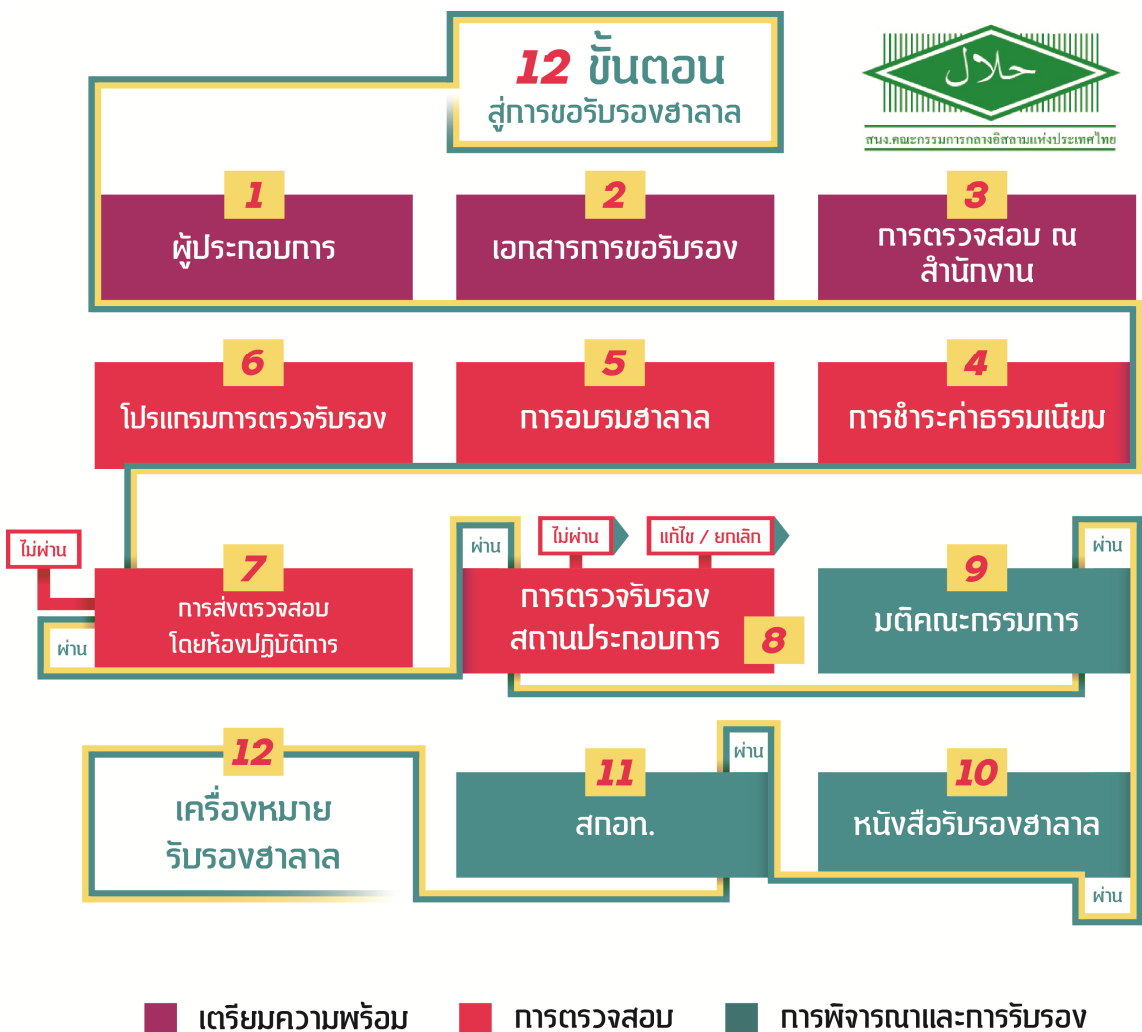 12 ขั้นตอน
สู่การขอรับรองฮาลาล
حلال
สนง.คณะกรรมการกลางอิสลามแห่งประเทศไทย
1
ผู้ประกอบการ
2
เอกสารการขอรับรอง
3
การตรวจสอบ ณ
สำนักงาน
4
การชำระค่าธรรมเนียม
5
การอบรมฮาลาล
6
โปรแกรมการตรวจรับรอง
ไม่ผ่าน
7
การส่งตรวจสอบ
โดยห้องปฏิบัติการ
ผ่าน
ผ่าน
ไม่ผ่าน
แก้ไข / ยกเลิก
การตรวจรับรอง
สถานประกอบการ
8
9
มติคณะกรรมการ
ผ่าน
10
หนังสือรับรองฮาลาล
ผ่าน
11
สกอท.
ผ่าน
12
เครื่องหมาย
รับรองฮาลาล
เตรียมความพร้อม
การตรวจสอบ
การพิจารณาและการรับรอง